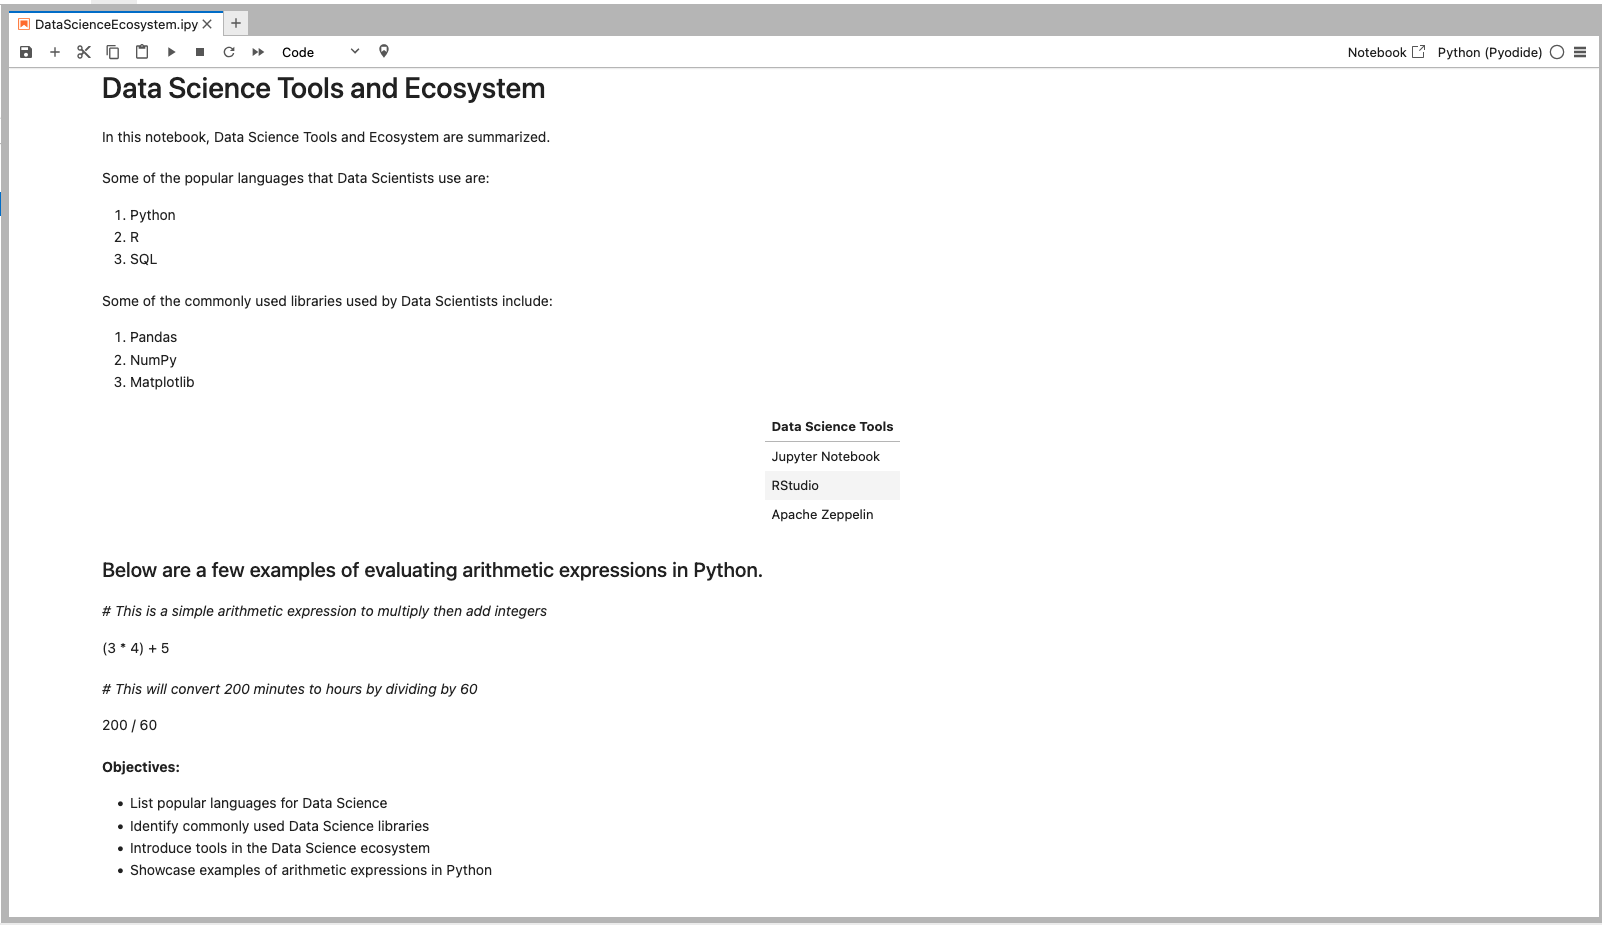 DataScienceEcosystem.ipy
Code
Notebook
Python (Pyodide)
Data Science Tools and Ecosystem
In this notebook, Data Science Tools and Ecosystem are summarized.
Some of the popular languages that Data Scientists use are:
1. Python
2. R
3. SQL
Some of the commonly used libraries used by Data Scientists include:
1. Pandas
2. NumPy
3. Matplotlib
Data Science Tools
Jupyter Notebook
RStudio
Apache Zeppelin
Below are a few examples of evaluating arithmetic expressions in Python.
# This is a simple arithmetic expression to multiply then add integers
(3 * 4) + 5
# This will convert 200 minutes to hours by dividing by 60
200 / 60
Objectives:
• List popular languages for Data Science
• Identify commonly used Data Science libraries
• Introduce tools in the Data Science ecosystem
• Showcase examples of arithmetic expressions in Python